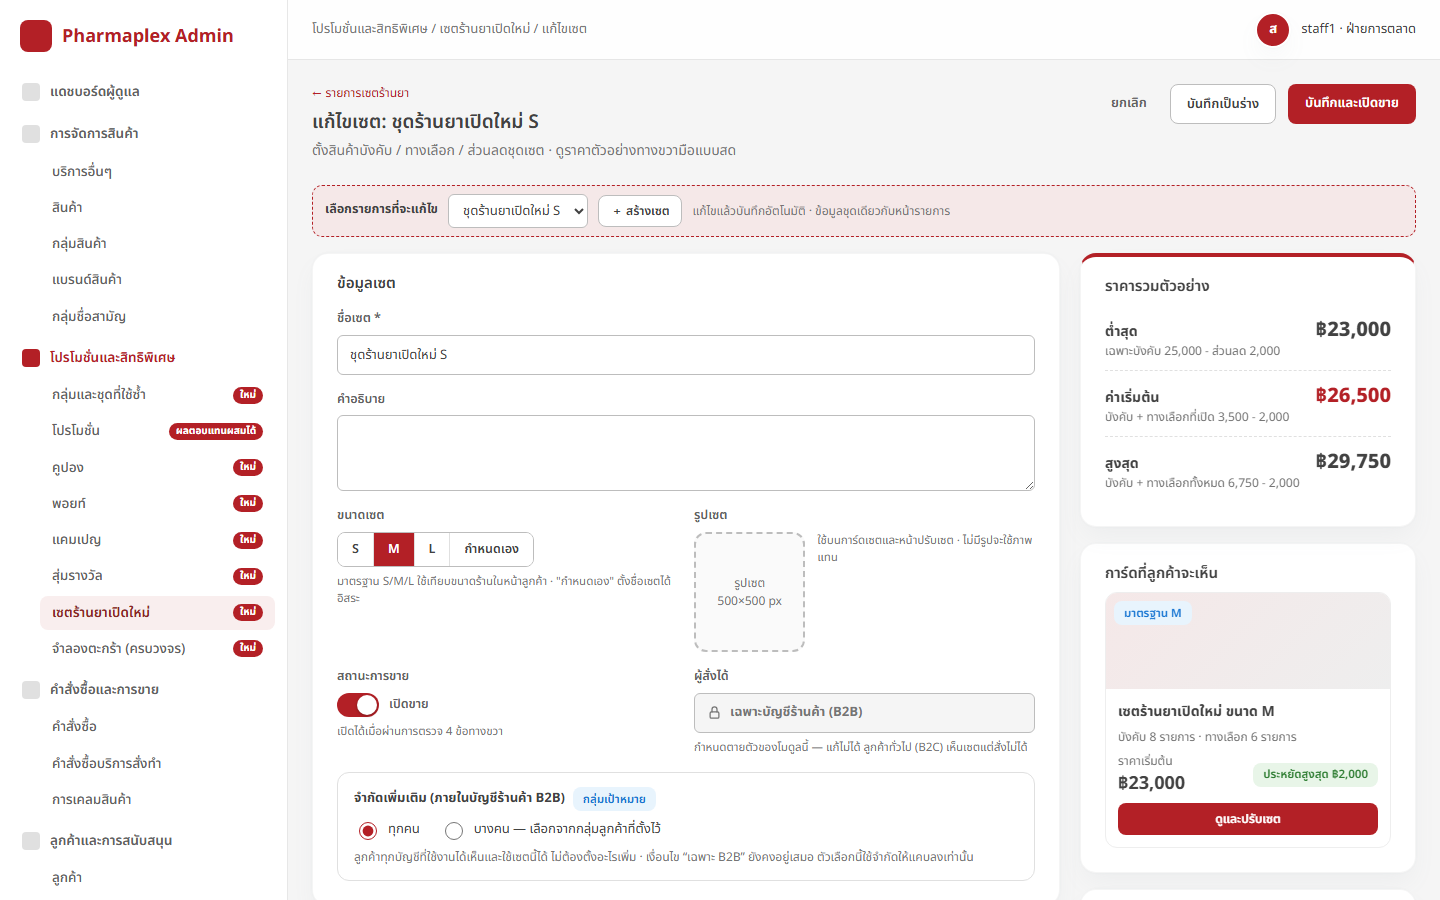 Pharmaplex Admin
แดชบอร์ดผู้ดูแล
การจัดการสินค้า
บริการอื่นๆ
สินค้า
กลุ่มสินค้า
แบรนด์สินค้า
กลุ่มชื่อสามัญ
โปรโมชั่นและสิทธิพิเศษ
กลุ่มและชุดที่ใช้ซ้ำ ใหม่
โปรโมชั่น ผลตอบแทนผสมได้
คูปอง ใหม่
พอยท์ ใหม่
แคมเปญ ใหม่
สุ่มรางวัล ใหม่
เซตร้านยาเปิดใหม่ ใหม่
จำลองตะกร้า (ครบวงจร) ใหม่
คำสั่งซื้อและการขาย
คำสั่งซื้อ
คำสั่งซื้อบริการสั่งทำ
การเคลมสินค้า
ลูกค้าและการสนับสนุน
ลูกค้า
โปรโมชั่นและสิทธิพิเศษ / เซตร้านยาเปิดใหม่ / แก้ไขเซต
ส staff1 · ฝ่ายการตลาด
← รายการเซตร้านยา
แก้ไขเซต: ชุดร้านยาเปิดใหม่ S
ตั้งสินค้าบังคับ / ทางเลือก / ส่วนลดชุดเซต · ดูราคาตัวอย่างทางขวามือแบบสด
ยกเลิก บันทึกเป็นร่าง บันทึกและเปิดขาย
เลือกรายการที่จะแก้ไข ชุดร้านยาเปิดใหม่ S + สร้างเซต แก้ไขแล้วบันทึกอัตโนมัติ · ข้อมูลชุดเดียวกับหน้ารายการ
ข้อมูลเซต
ชื่อเซต *
ชุดร้านยาเปิดใหม่ S
คำอธิบาย
ขนาดเซต
S M L กำหนดเอง
มาตรฐาน S/M/L ใช้เทียบขนาดร้านในหน้าลูกค้า · "กำหนดเอง" ตั้งชื่อเซตได้
อิสระ
รูปเซต
รูปเซต
500×500 px
ใช้บนการ์ดเซตและหน้าปรับเซต · ไม่มีรูปจะใช้ภาพ
แทน
สถานะการขาย
เปิดขาย
เปิดได้เมื่อผ่านการตรวจ 4 ข้อทางขวา
ผู้สั่งได้
เฉพาะบัญชีร้านค้า (B2B)
กำหนดตายตัวของโมดูลนี้ — แก้ไม่ได้ ลูกค้าทั่วไป (B2C) เห็นเซตแต่สั่งไม่ได้
จำกัดเพิ่มเติม (ภายในบัญชีร้านค้า B2B) กลุ่มเป้าหมาย
ทุกคน บางคน — เลือกจากกลุ่มลูกค้าที่ตั้งไว้
ลูกค้าทุกบัญชีที่ใช้งานได้เห็นและใช้เซตนี้ได้ ไม่ต้องตั้งอะไรเพิ่ม · เงื่อนไข “เฉพาะ B2B” ยังคงอยู่เสมอ ตัวเลือกนี้ใช้จำกัดให้แคบลงเท่านั้น
ราคารวมตัวอย่าง
ต่ำสุด ฿23,000
เฉพาะบังคับ 25,000 - ส่วนลด 2,000
ค่าเริ่มต้น ฿26,500
บังคับ + ทางเลือกที่เปิด 3,500 - 2,000
สูงสุด ฿29,750
บังคับ + ทางเลือกทั้งหมด 6,750 - 2,000
การ์ดที่ลูกค้าจะเห็น
มาตรฐาน M
เซตร้านยาเปิดใหม่ ขนาด M
บังคับ 8 รายการ · ทางเลือก 6 รายการ
ราคาเริ่มต้น
฿23,000
ประหยัดสูงสุด ฿2,000
ดูและปรับเซต